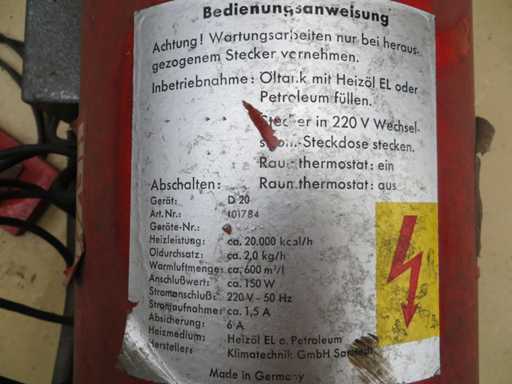 Bedienungsanweisung
Achtung! Wartungsarbeiten nur bei heraus-
gezogenem Stecker vornehmen.
Inbetriebnahme: Öltank mit Heizöl EL oder
Petroleum füllen.
Stecker in 220 V Wechsel-
strom-Steckdose stecken.
Raumthermostat: ein
Abschalten: Raumthermostat: aus
Gerät: D 20
Art.Nr.: 101784
Geräte-Nr.:
Heizleistung: ca. 20.000 kcal/h
Öldurchsatz: ca. 2,0 kg/h
Warmluftmenge: ca. 600 m³/h
Anschlußwert: ca. 150 W
Stromanschluß: 220 V - 50 Hz
Stromaufnahme: ca. 1,5 A
Absicherung: 6 A
Heizmedium: Heizöl EL o. Petroleum
Hersteller: Klimatechnik GmbH
Made in Germany